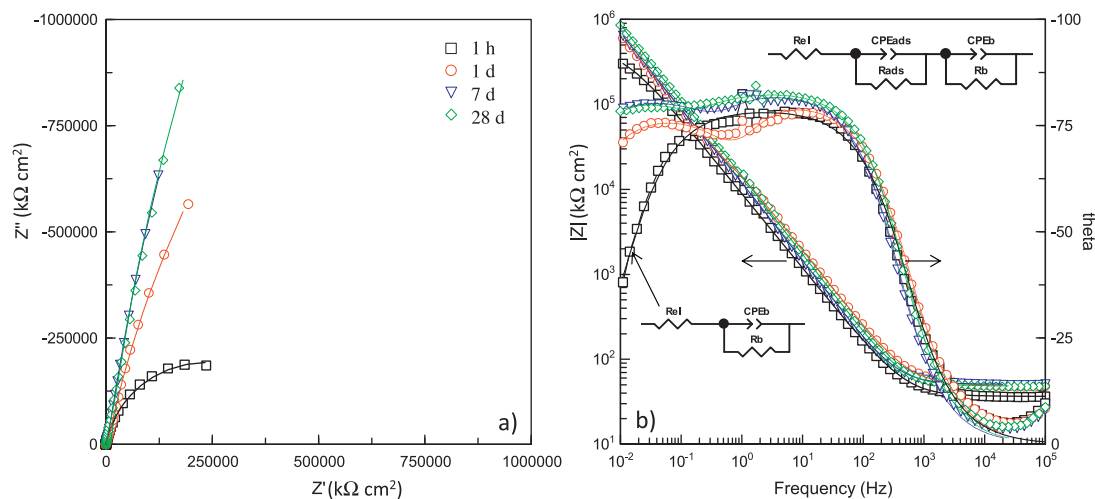 -1000000
-750000
-500000
-250000
0
Z'' (kΩ cm²)
1 h
1 d
7 d
28 d
a)
0 250000 500000 750000 1000000
Z' (kΩ cm²)
10⁶
10⁵
10⁴
10³
10²
10¹
|Z| (kΩ cm²)
Rel CPEads CPEb
Rads Rb
Rel CPEb
Rb
b)
-100
-75
-50
-25
0
theta
10⁻² 10⁻¹ 10⁰ 10¹ 10² 10³ 10⁴ 10⁵
Frequency (Hz)